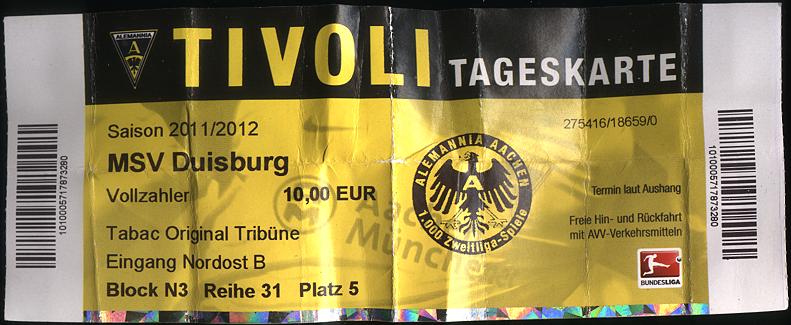 ALEMANNIA
A
TIVOLI TAGESKARTE
Saison 2011/2012
275416/18659/0
MSV Duisburg
Vollzahler 10,00 EUR
ALEMANNIA AACHEN
A
1.000 Zweitliga-Spiele
Termin laut Aushang
Freie Hin- und Rückfahrt
mit AVV-Verkehrsmitteln
Aachen
München
Tabac Original Tribüne
Eingang Nordost B
Block N3 Reihe 31 Platz 5
BUNDESLIGA
1010005717873280
1010005717873280